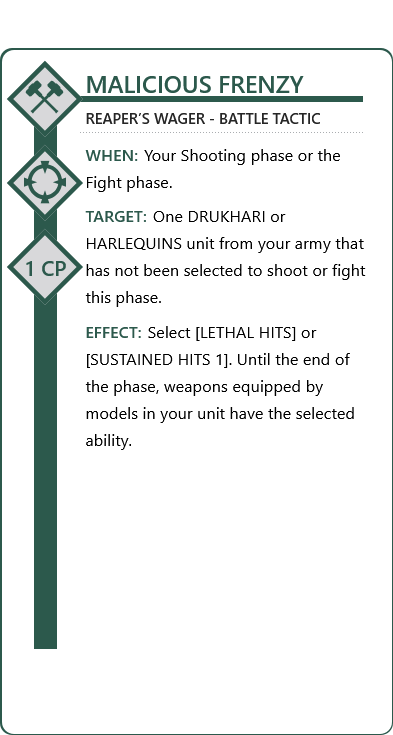 MALICIOUS FRENZY
REAPER’S WAGER - BATTLE TACTIC
WHEN: Your Shooting phase or the
Fight phase.
TARGET: One DRUKHARI or
HARLEQUINS unit from your army that
has not been selected to shoot or fight
this phase.
1 CP
EFFECT: Select [LETHAL HITS] or
[SUSTAINED HITS 1]. Until the end of
the phase, weapons equipped by
models in your unit have the selected
ability.